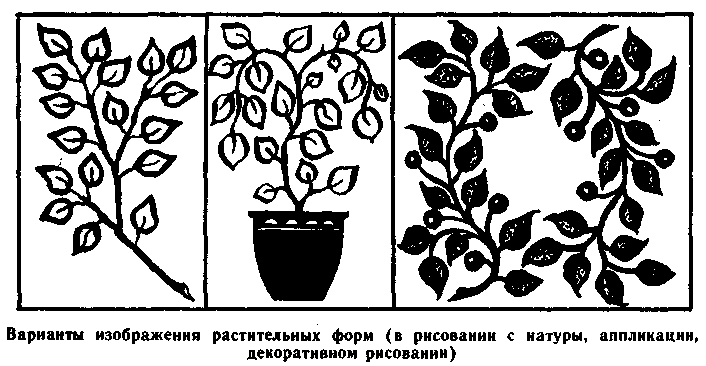 Варианты изображения растительных форм (в рисовании с натуры, аппликации,
декоративном рисовании)